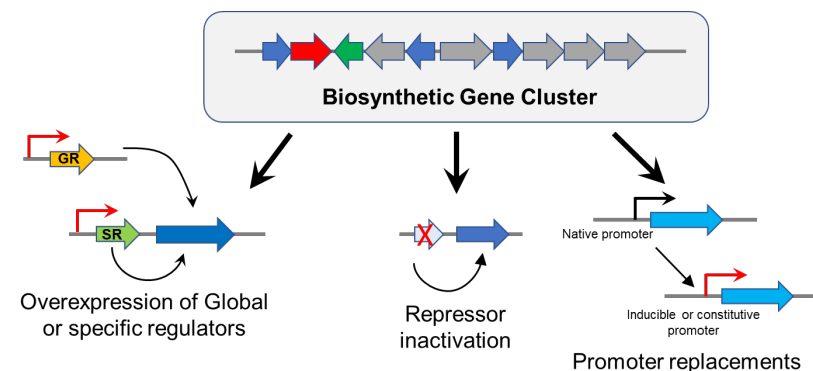 Biosynthetic Gene Cluster
GR
SR
Overexpression of Global
or specific regulators
X
Repressor
inactivation
Native promoter
Inducible or constitutive
promoter
Promoter replacements